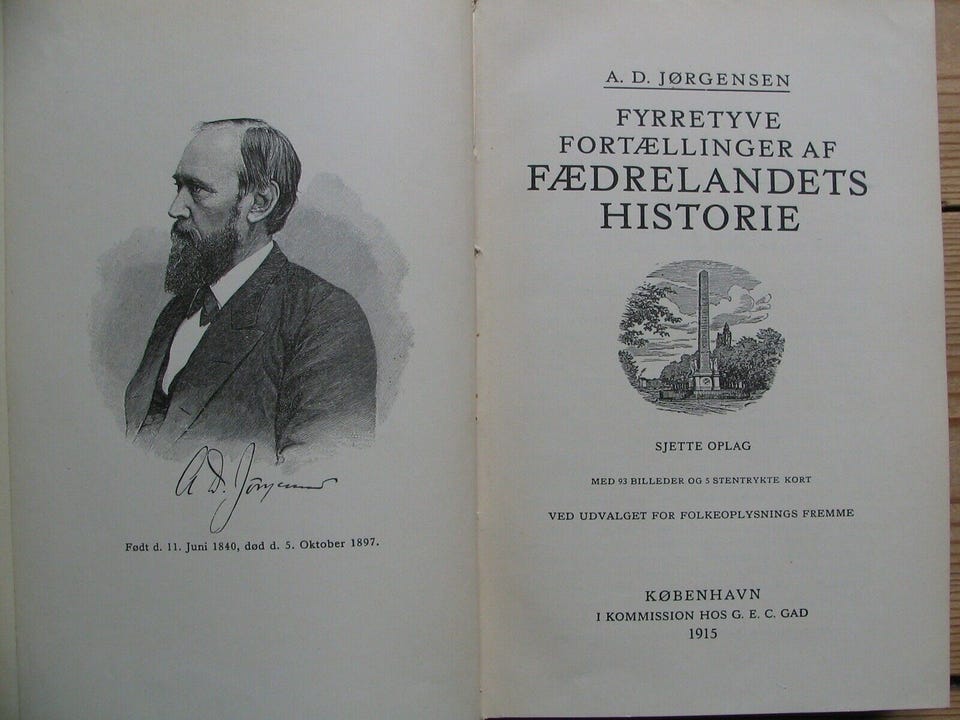 A D. Jörgensen
Født d. 11. Juni 1840, død d. 5. Oktober 1897.
A. D. JØRGENSEN
FYRRETYVE
FORTÆLLINGER AF
FÆDRELANDETS
HISTORIE
SJETTE OPLAG
MED 93 BILLEDER OG 5 STENTRYKTE KORT
VED UDVALGET FOR FOLKEOPLYSNINGS FREMME
KØBENHAVN
I KOMMISSION HOS G. E. C. GAD
1915